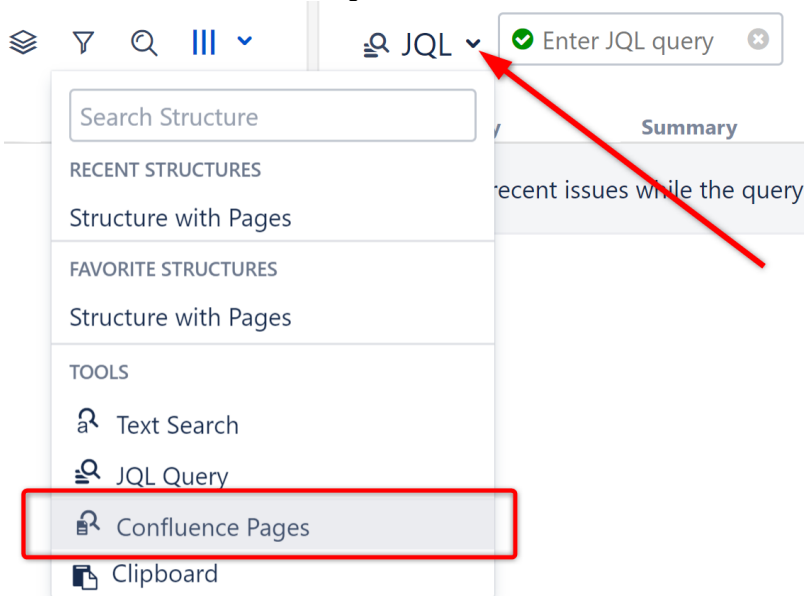 JQL
Enter JQL query
Search Structure
Summary
RECENT STRUCTURES
recent issues while the query
Structure with Pages
FAVORITE STRUCTURES
Structure with Pages
TOOLS
a
Text Search
JQL Query
Confluence Pages
Clipboard